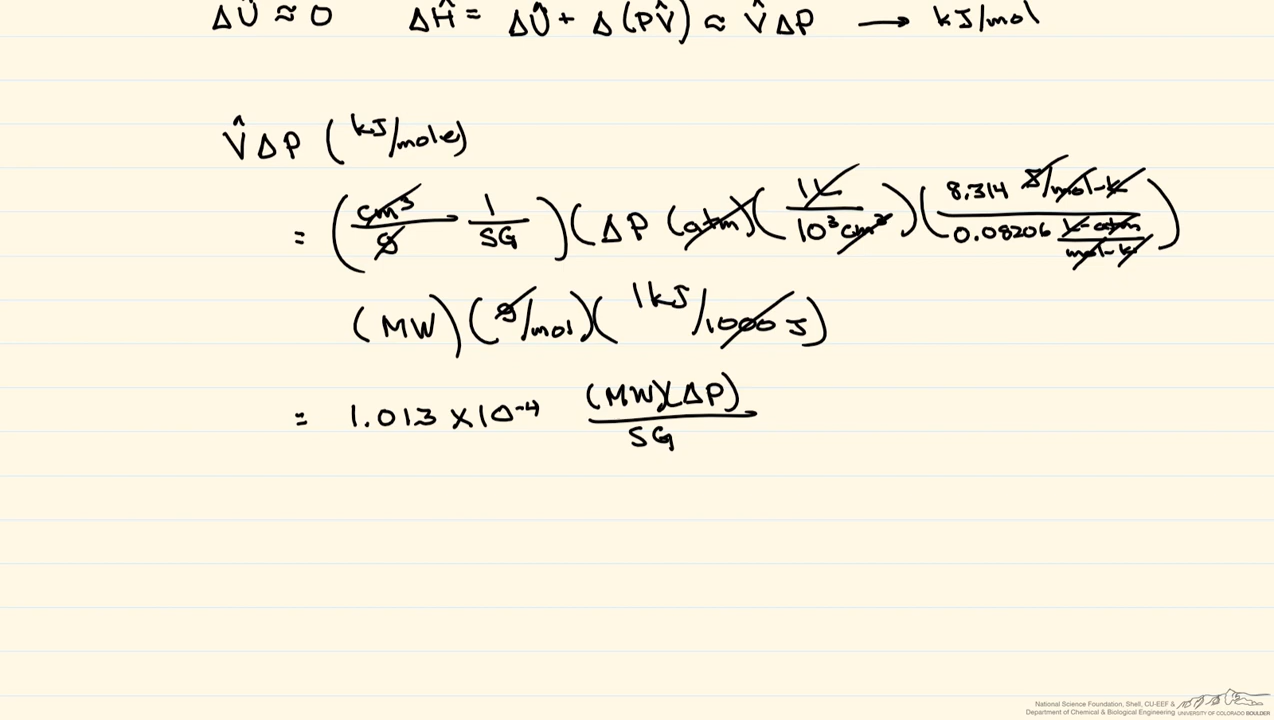 ΔÛ ≈ 0 ΔĤ = ΔÛ + Δ(PV̂) ≈ V̂ΔP → kJ/mol
V̂ΔP (kJ/mole)
= (cm³/g 1/SG)(ΔP (atm)(1L/10³cm³)(8.314 J/mol-K / 0.08206 L-atm/mol-K)
(MW)(g/mol)(1kJ/1000 J)
= 1.013 × 10⁻⁴ (MW)(ΔP)/SG
National Science Foundation, Shell, CU-EEF &
Department of Chemical & Biological Engineering UNIVERSITY OF COLORADO BOULDER